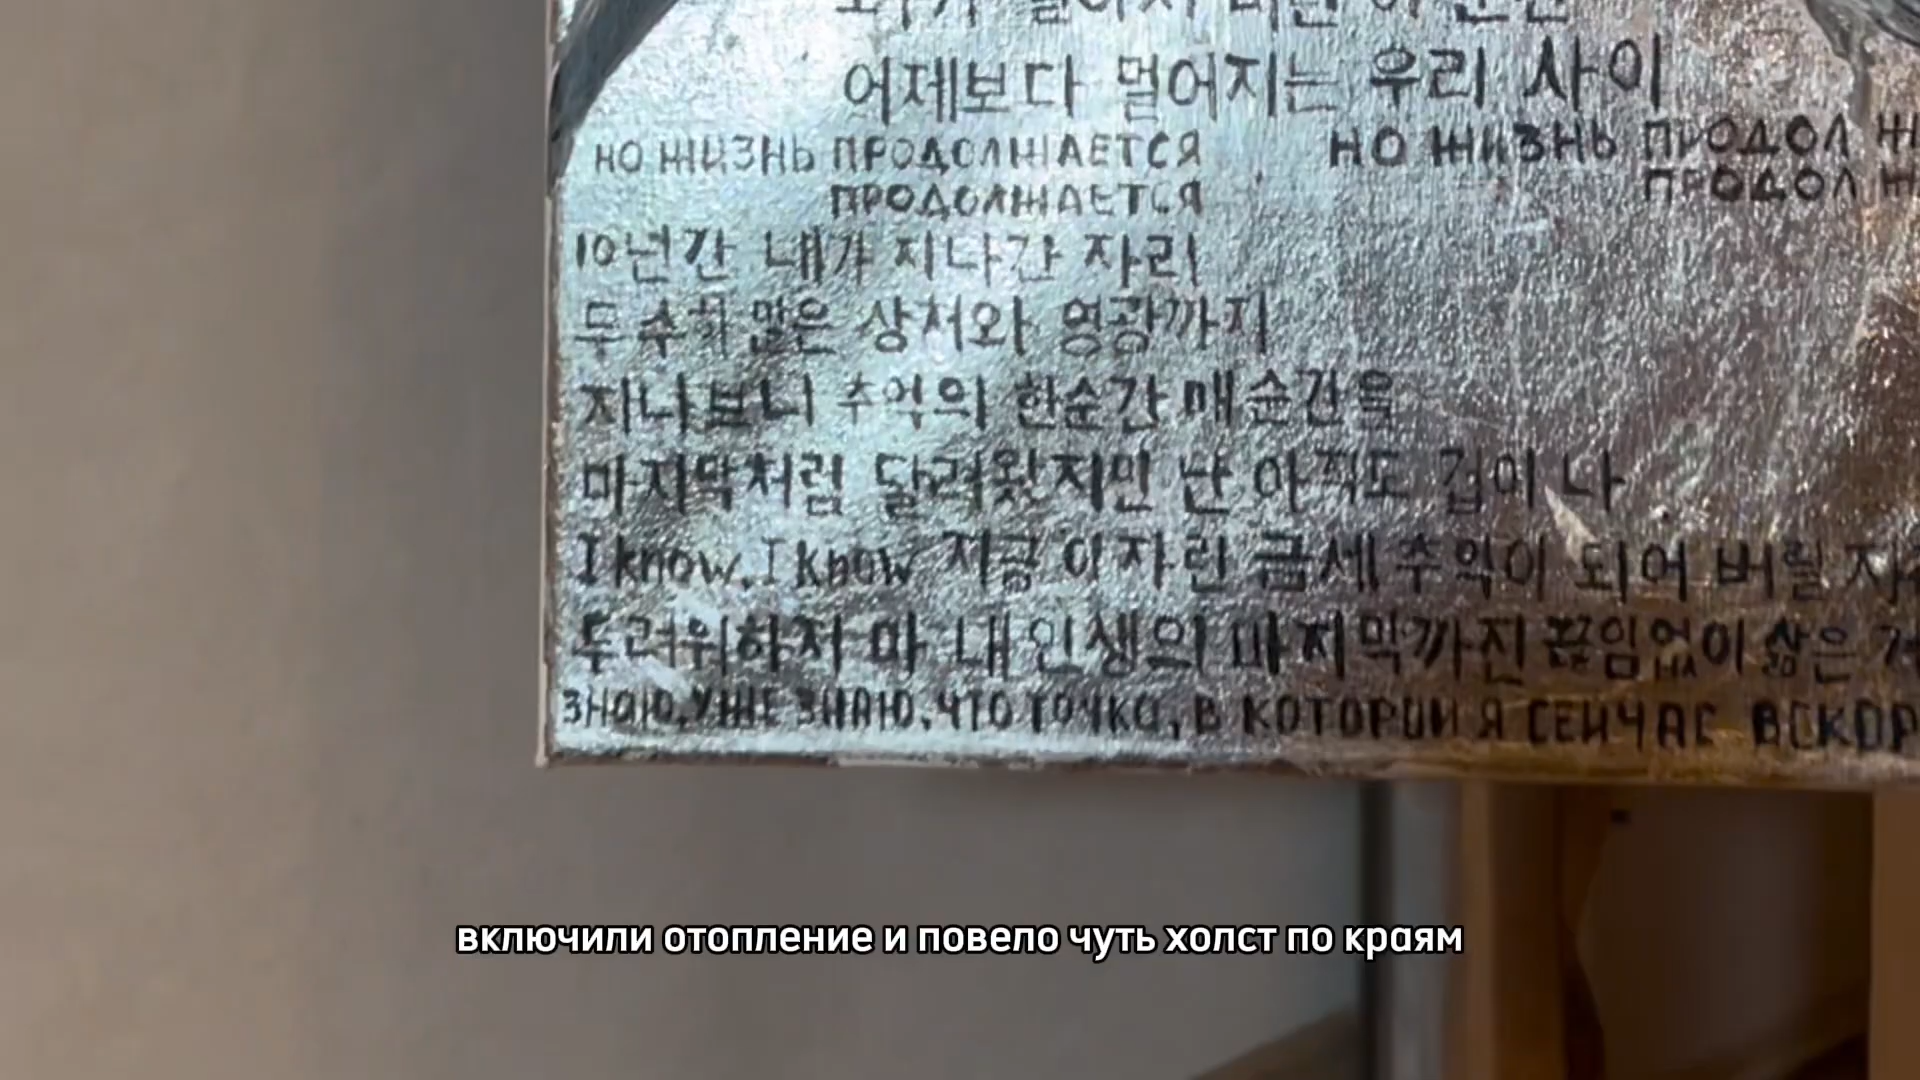 어제보다 멀어지는 우리 사이
НО ЖИЗНЬ ПРОДОЛЖАЕТСЯ НО ЖИЗНЬ ПРОДОЛЖ
ПРОДОЛЖАЕТСЯ ПРОДОЛЖ
10년간 내가 지나간 자리
두 수많은 상처와 영광까지
지나보니 추억의 한순간 매순간을
마지막처럼 달려왔지만 난 아직도 겁이 나
I know, I know 지금 이 자린 금세 추억이 되어 버릴
두려워하지 마 내 인생의 마지막까진 끊임없이 삶은
ЗНАЮ, УЖЕ ЗНАЮ, ЧТО ТОЧКА, В КОТОРОЙ Я СЕЙЧАС ВСКОР
включили отопление и повело чуть холст по краям